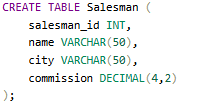 CREATE TABLE Salesman (
    salesman_id INT,
    name VARCHAR(50),
    city VARCHAR(50),
    commission DECIMAL(4,2)
);